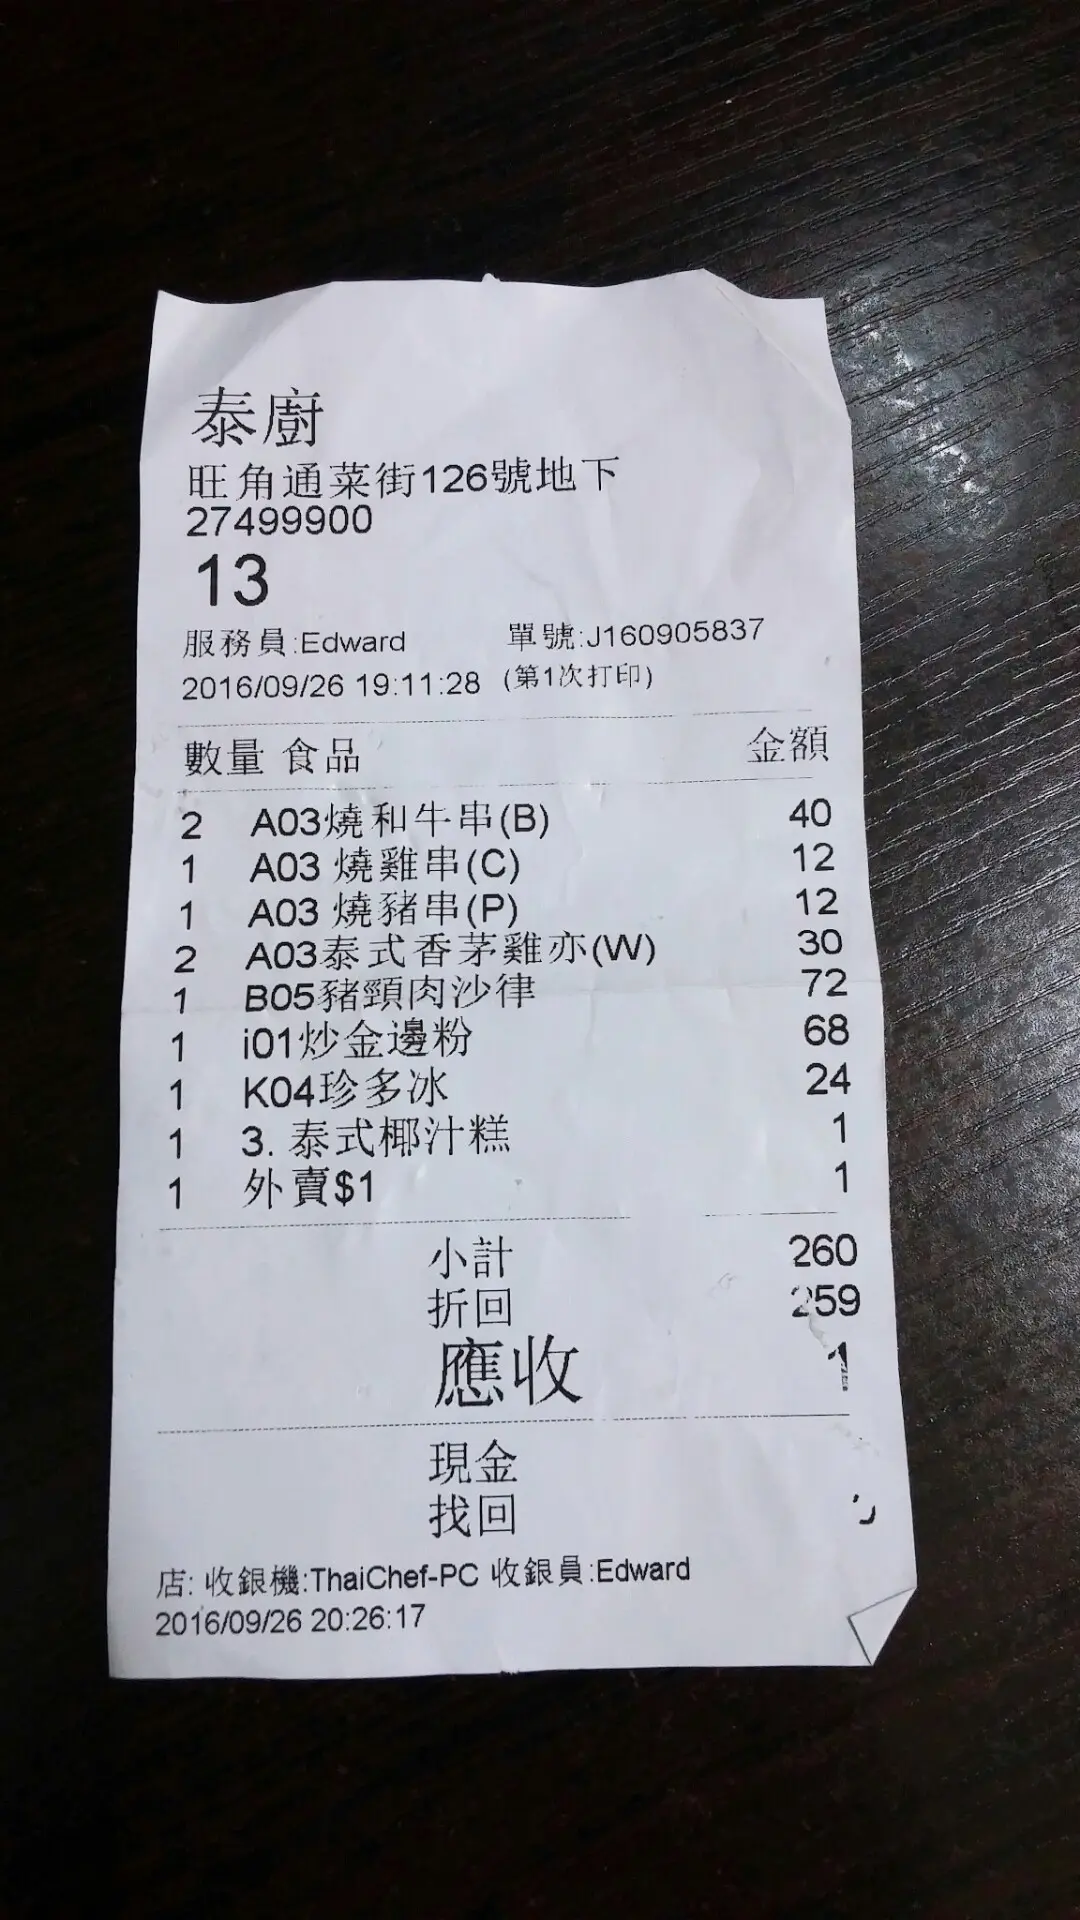 泰廚
旺角通菜街126號地下
27499900
13
服務員:Edward 單號:J160905837
2016/09/26 19:11:28 (第1次打印)
數量 食品 金額
2 A03燒和牛串(B) 40
1 A03 燒雞串(C) 12
1 A03 燒豬串(P) 12
2 A03泰式香茅雞亦(W) 30
1 B05豬頸肉沙律 72
1 i01炒金邊粉 68
1 K04珍多冰 24
1 3. 泰式椰汁糕 1
1 外賣$1 1
小計 260
折回 259
應收 1
現金
找回
店: 收銀機:ThaiChef-PC 收銀員:Edward
2016/09/26 20:26:17